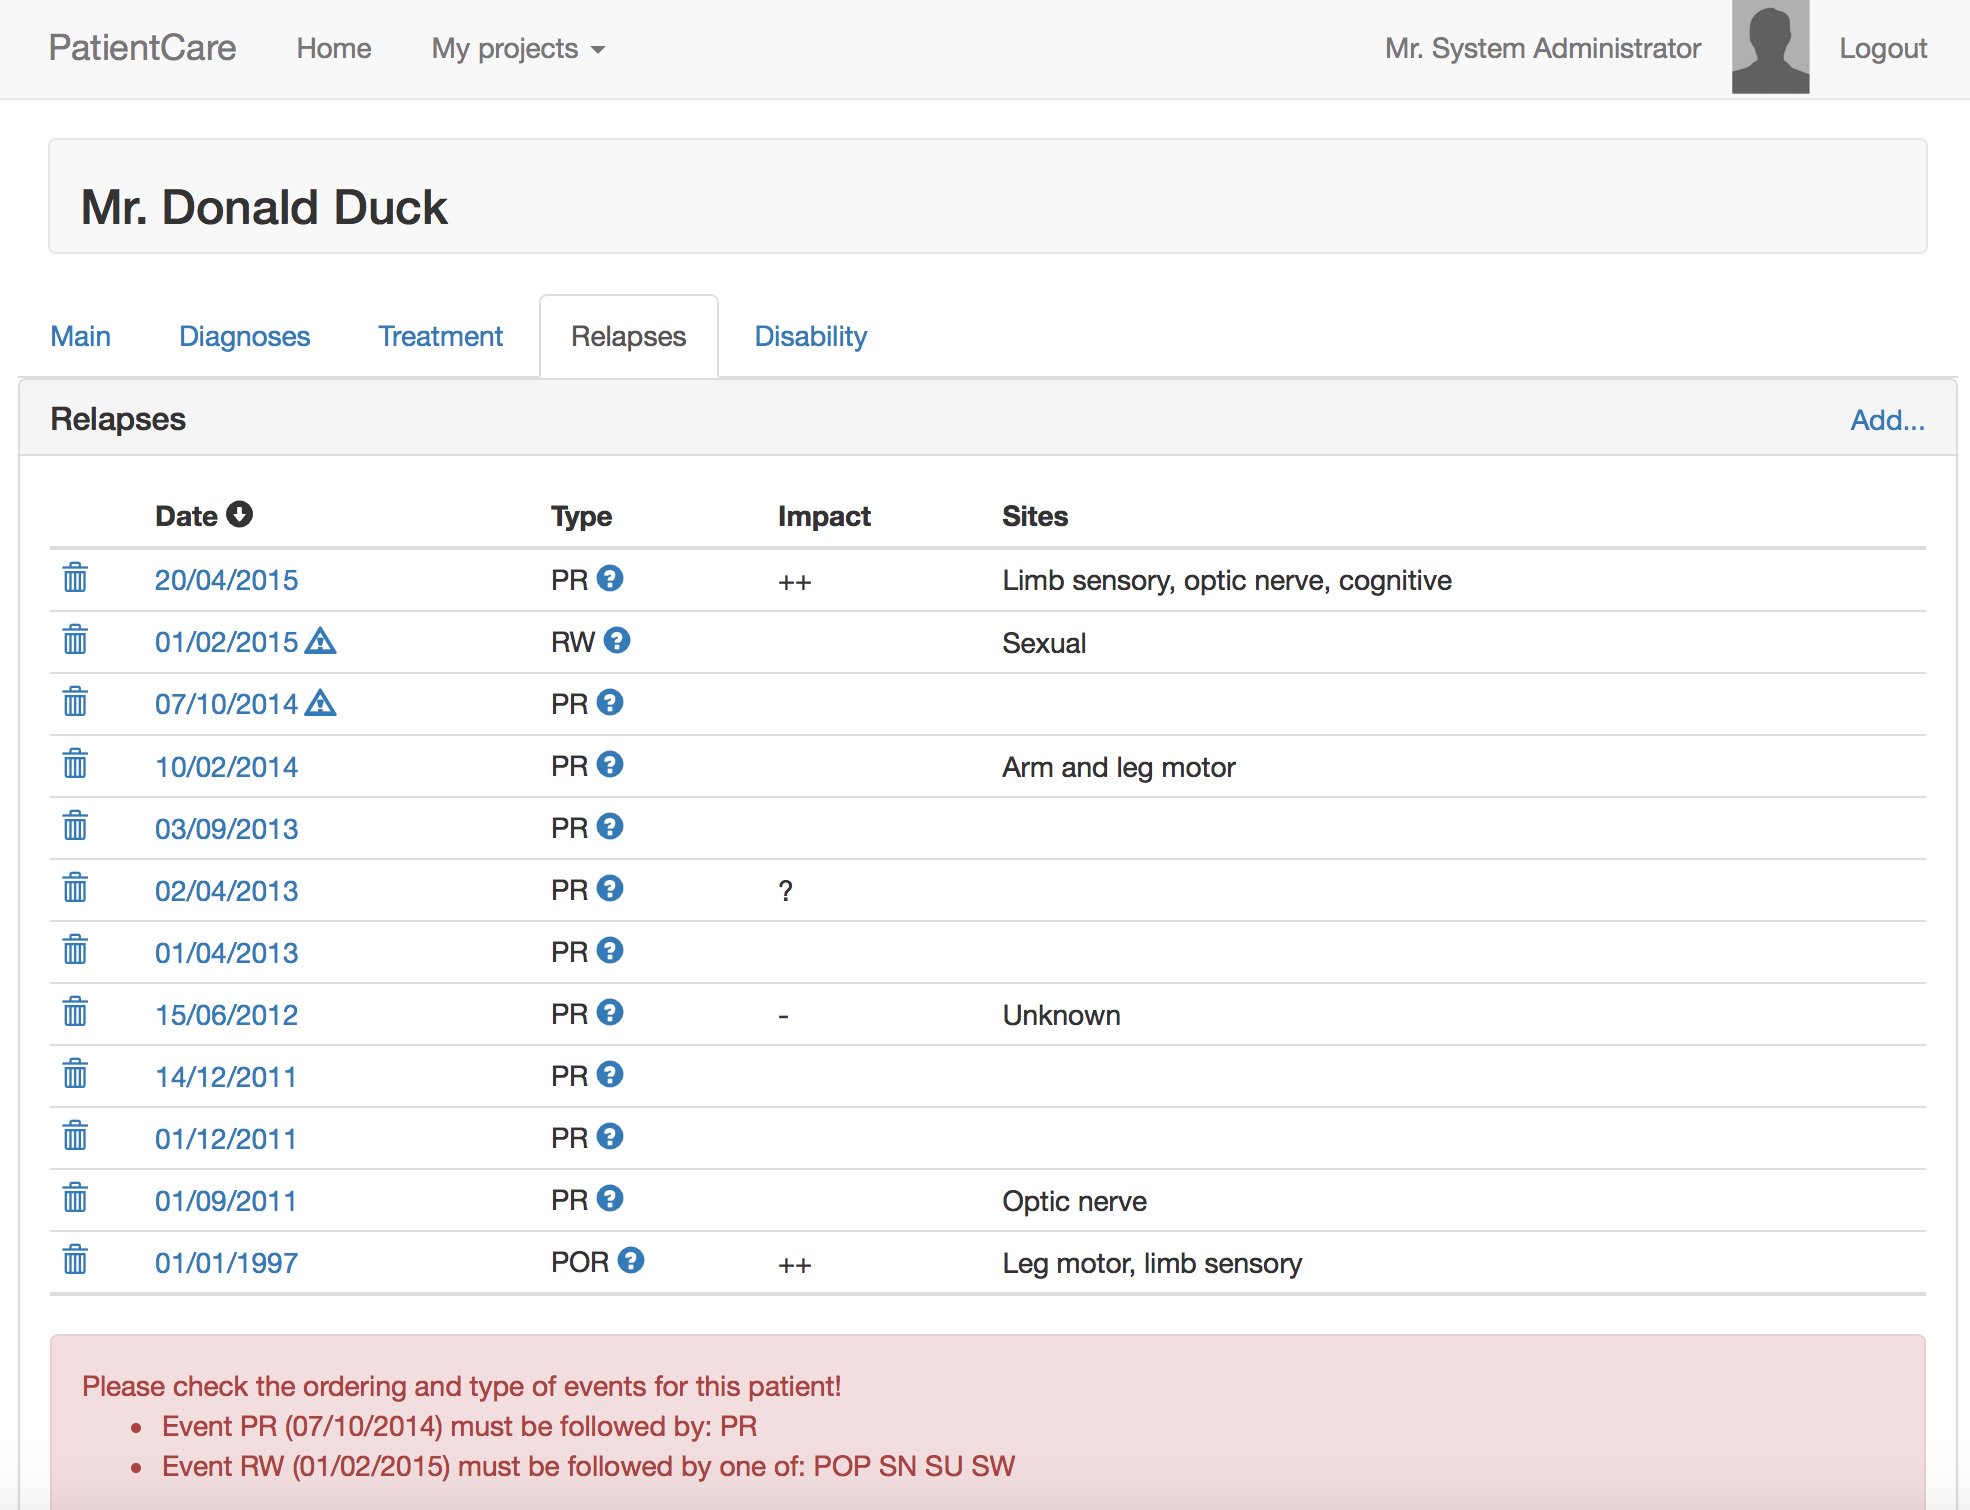 PatientCare Home My projects Mr. System Administrator Logout
Mr. Donald Duck
Main Diagnoses Treatment Relapses Disability
Relapses Add...
Date Type Impact Sites
20/04/2015 PR ? ++ Limb sensory, optic nerve, cognitive
01/02/2015 RW ? Sexual
07/10/2014 PR ?
10/02/2014 PR ? Arm and leg motor
03/09/2013 PR ?
02/04/2013 PR ? ?
01/04/2013 PR ?
15/06/2012 PR ? - Unknown
14/12/2011 PR ?
01/12/2011 PR ?
01/09/2011 PR ? Optic nerve
01/01/1997 POR ? ++ Leg motor, limb sensory
Please check the ordering and type of events for this patient!
• Event PR (07/10/2014) must be followed by: PR
• Event RW (01/02/2015) must be followed by one of: POP SN SU SW